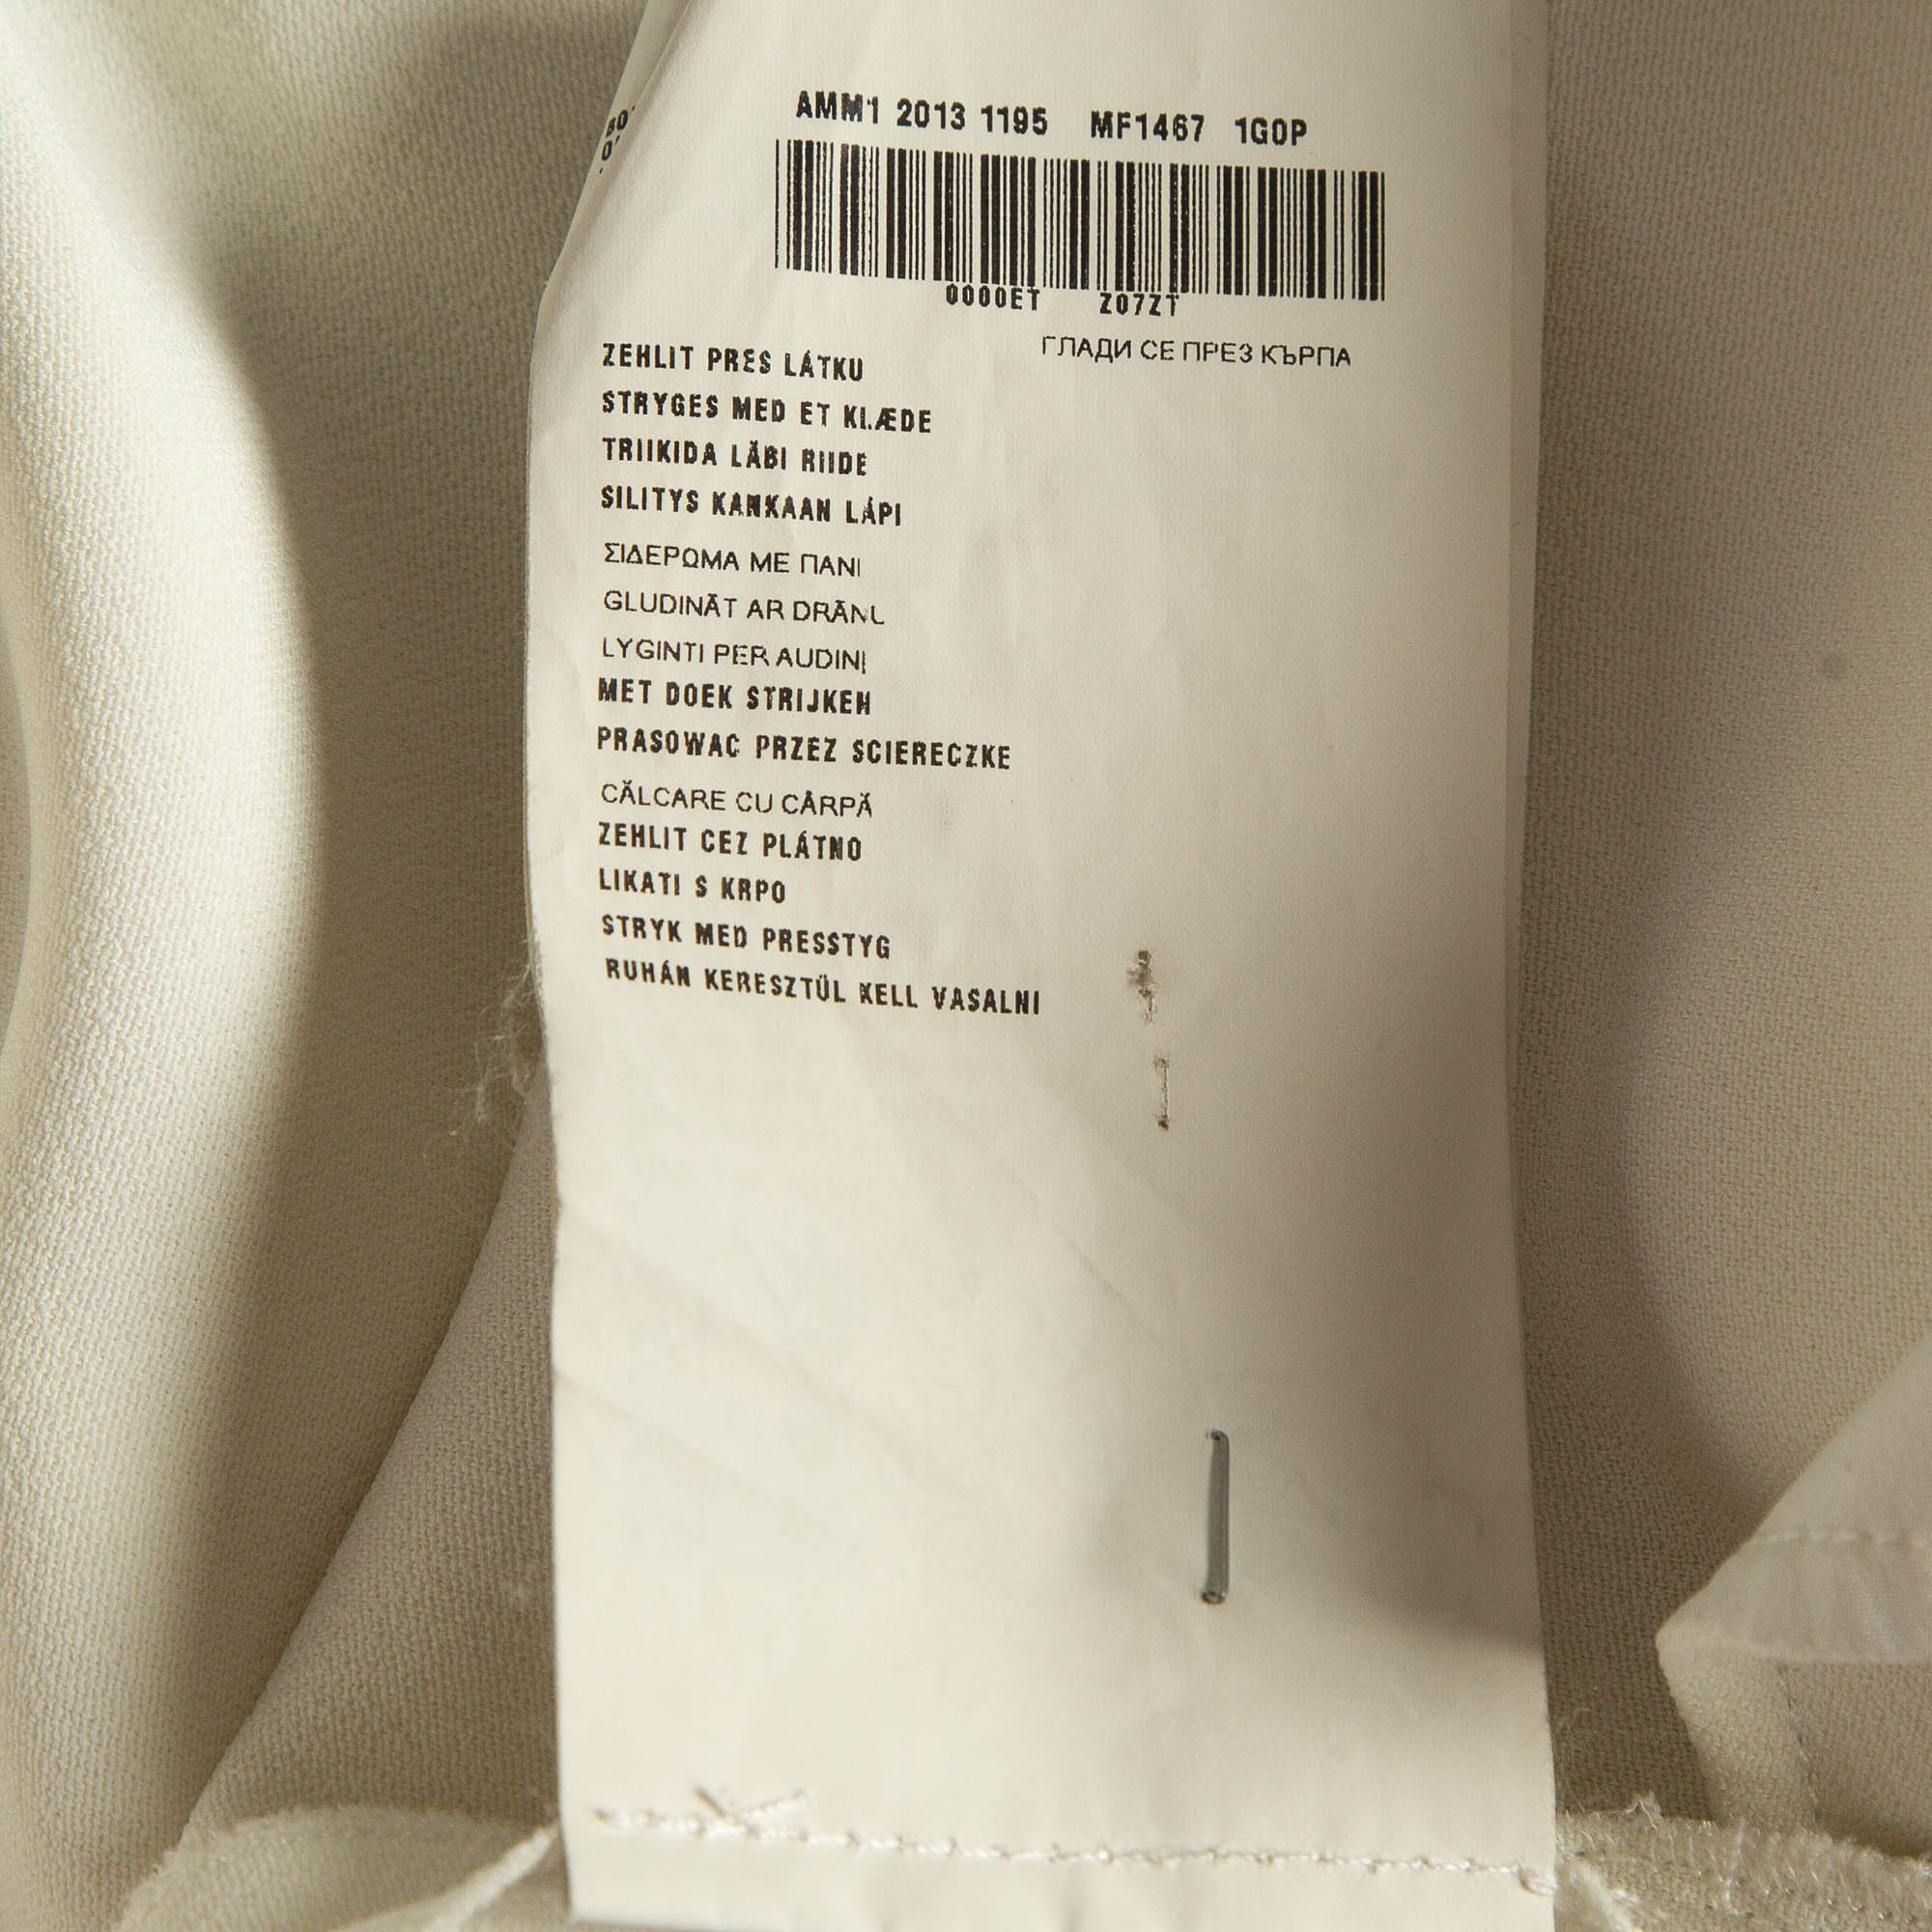 AMM1 2013 1195 MF1467 1G0P
0000ET Z07ZT
ГЛАДИ СЕ ПРЕЗ КЪРПА
ZEHLIT PRES LÁTKU
STRYGES MED ET KLÆDE
TRIIKIDA LÄBI RIIDE
SILITYS KANKAAN LÁPI
ΣΙΔΕΡΩΜΑ ΜΕ ΠΑΝΙ
GLUDINĀT AR DRĀNU
LYGINTI PER AUDINĮ
MET DOEK STRIJKEN
PRASOWAC PRZEZ SCIERECZKE
CĂLCARE CU CÂRPĂ
ZEHLIT CEZ PLÁTNO
LIKATI S KRPO
STRYK MED PRESSTYG
RUHÁN KERESZTÜL KELL VASALNI